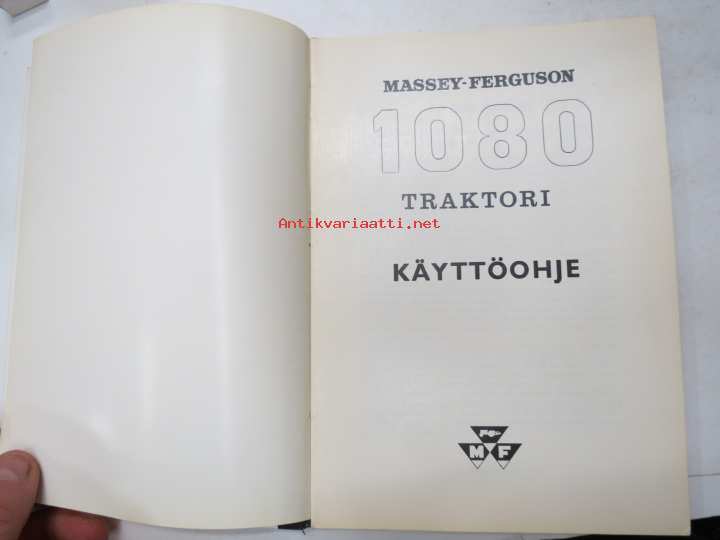 MASSEY-FERGUSON
1080
TRAKTORI
Antikvariaatti.net
KÄYTTÖOHJE
M F